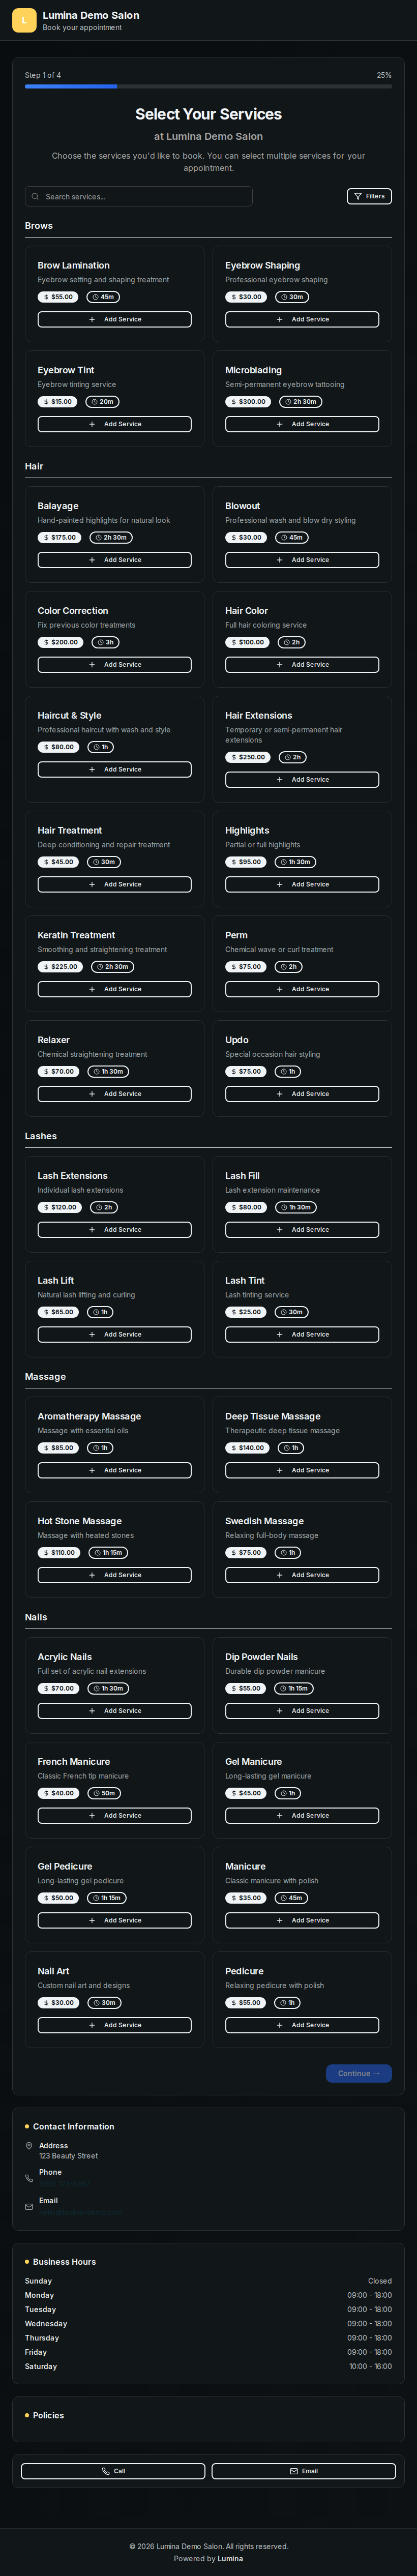 L
Lumina Demo Salon
Book your appointment
Step 1 of 4
25%
Select Your Services
at Lumina Demo Salon
Choose the services you'd like to book. You can select multiple services for your
appointment.
Search services...
Filters
Brows
Brow Lamination
Eyebrow setting and shaping treatment
$ $55.00
45m
+ Add Service
Eyebrow Shaping
Professional eyebrow shaping
$ $30.00
30m
+ Add Service
Eyebrow Tint
Eyebrow tinting service
$ $15.00
20m
+ Add Service
Microblading
Semi-permanent eyebrow tattooing
$ $300.00
2h 30m
+ Add Service
Hair
Balayage
Hand-painted highlights for natural look
$ $175.00
2h 30m
+ Add Service
Blowout
Professional wash and blow dry styling
$ $30.00
45m
+ Add Service
Color Correction
Fix previous color treatments
$ $200.00
3h
+ Add Service
Hair Color
Full hair coloring service
$ $100.00
2h
+ Add Service
Haircut & Style
Professional haircut with wash and style
$ $80.00
1h
+ Add Service
Hair Extensions
Temporary or semi-permanent hair
extensions
$ $250.00
2h
+ Add Service
Hair Treatment
Deep conditioning and repair treatment
$ $45.00
30m
+ Add Service
Highlights
Partial or full highlights
$ $95.00
1h 30m
+ Add Service
Keratin Treatment
Smoothing and straightening treatment
$ $225.00
2h 30m
+ Add Service
Perm
Chemical wave or curl treatment
$ $75.00
2h
+ Add Service
Relaxer
Chemical straightening treatment
$ $70.00
1h 30m
+ Add Service
Updo
Special occasion hair styling
$ $75.00
1h
+ Add Service
Lashes
Lash Extensions
Individual lash extensions
$ $120.00
2h
+ Add Service
Lash Fill
Lash extension maintenance
$ $80.00
1h 30m
+ Add Service
Lash Lift
Natural lash lifting and curling
$ $65.00
1h
+ Add Service
Lash Tint
Lash tinting service
$ $25.00
30m
+ Add Service
Massage
Aromatherapy Massage
Massage with essential oils
$ $85.00
1h
+ Add Service
Deep Tissue Massage
Therapeutic deep tissue massage
$ $140.00
1h
+ Add Service
Hot Stone Massage
Massage with heated stones
$ $110.00
1h 15m
+ Add Service
Swedish Massage
Relaxing full-body massage
$ $75.00
1h
+ Add Service
Nails
Acrylic Nails
Full set of acrylic nail extensions
$ $70.00
1h 30m
+ Add Service
Dip Powder Nails
Durable dip powder manicure
$ $55.00
1h 15m
+ Add Service
French Manicure
Classic French tip manicure
$ $40.00
50m
+ Add Service
Gel Manicure
Long-lasting gel manicure
$ $45.00
1h
+ Add Service
Gel Pedicure
Long-lasting gel pedicure
$ $50.00
1h 15m
+ Add Service
Manicure
Classic manicure with polish
$ $35.00
45m
+ Add Service
Nail Art
Custom nail art and designs
$ $30.00
30m
+ Add Service
Pedicure
Relaxing pedicure with polish
$ $55.00
1h
+ Add Service
Continue →
Contact Information
Address
123 Beauty Street
Phone
Email
Business Hours
Sunday Closed
Monday 09:00 - 18:00
Tuesday 09:00 - 18:00
Wednesday 09:00 - 18:00
Thursday 09:00 - 18:00
Friday 09:00 - 18:00
Saturday 10:00 - 16:00
Policies
Call
Email
© 2026 Lumina Demo Salon. All rights reserved.
Powered by Lumina